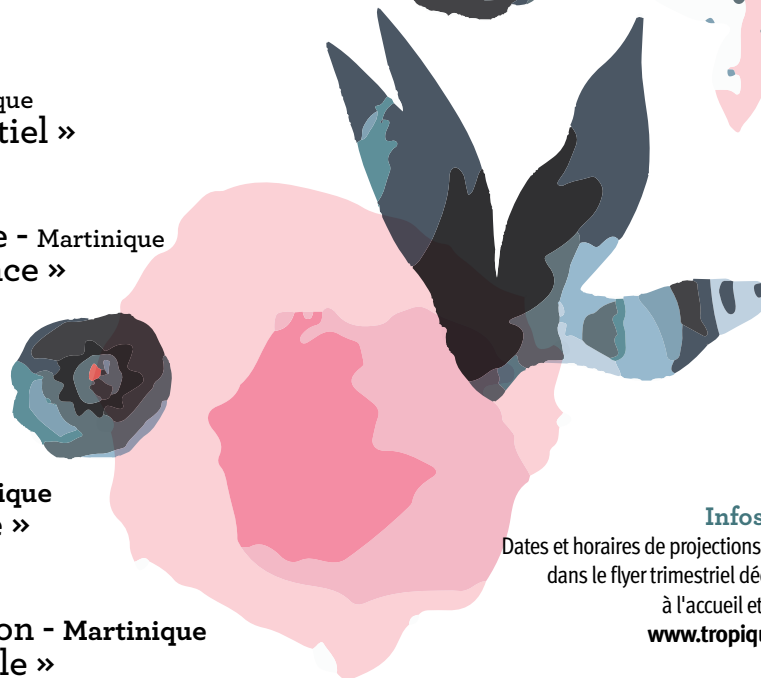 que
tiel »
e - Martinique
ce »
ique
e »
on - Martinique
le »
Infos
Dates et horaires de projections
dans le flyer trimestriel dé
à l'accueil et
www.tropiqu